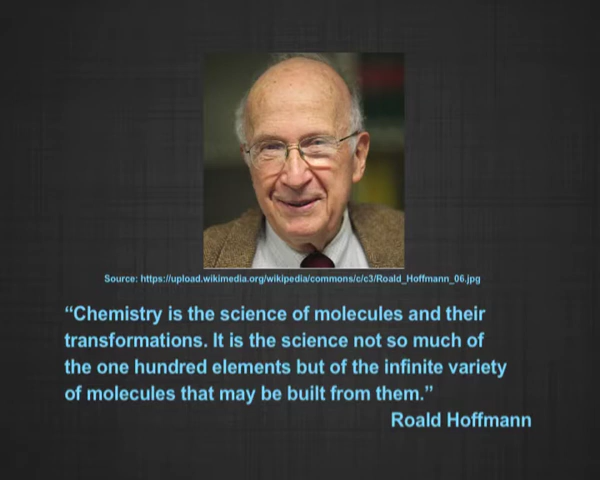 Source: https://upload.wikimedia.org/wikipedia/commons/c/c3/Roald_Hoffmann_06.jpg
“Chemistry is the science of molecules and their
transformations. It is the science not so much of
the one hundred elements but of the infinite variety
of molecules that may be built from them.”
Roald Hoffmann